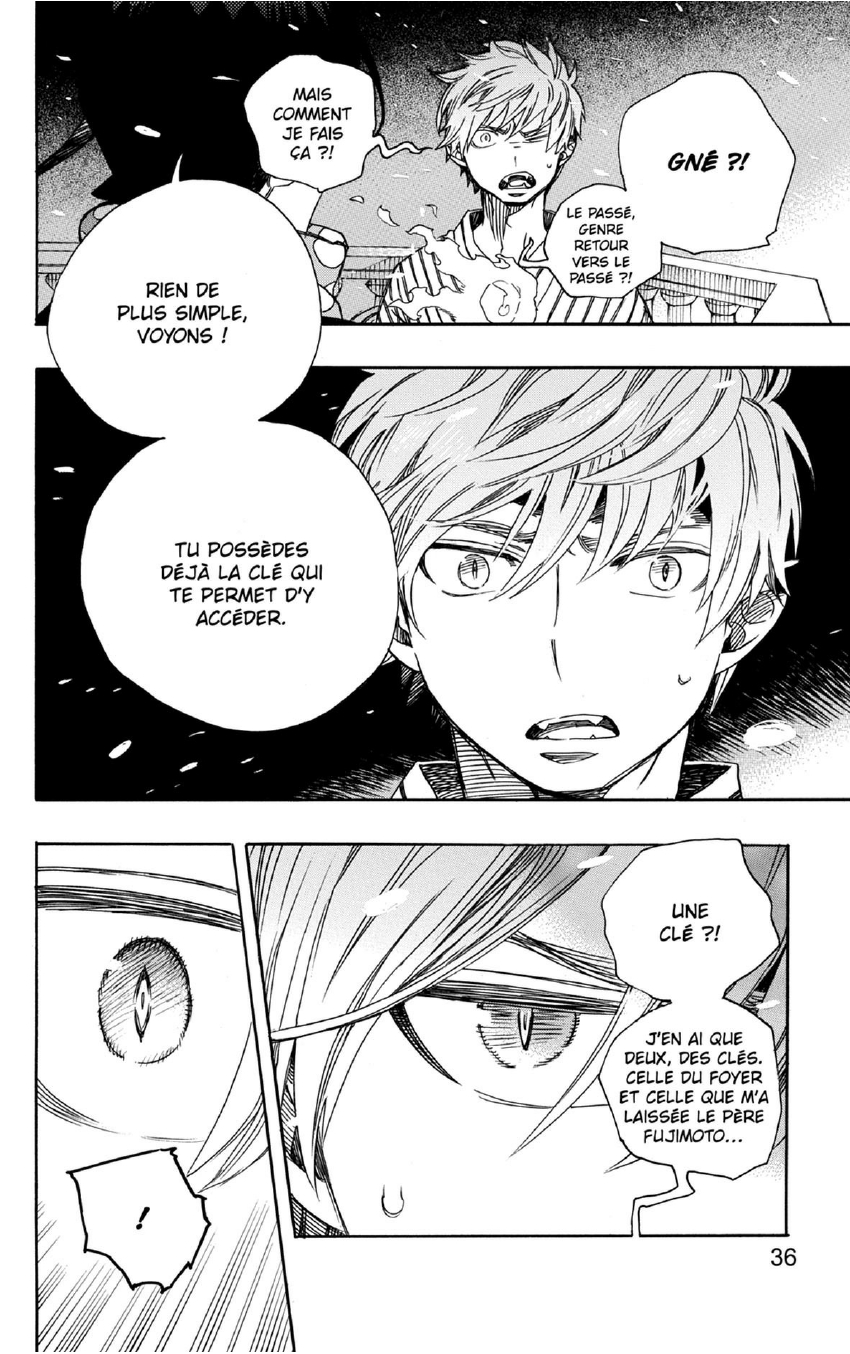 GNÉ ?!
LE PASSÉ,
GENRE
RETOUR
VERS LE
PASSÉ ?!
MAIS
COMMENT
JE FAIS
ÇA ?!
RIEN DE
PLUS SIMPLE,
VOYONS !
TU POSSÈDES
DÉJÀ LA CLÉ QUI
TE PERMET D'Y
ACCÉDER.
UNE
CLÉ ?!
J'EN AI QUE
DEUX, DES CLÉS.
CELLE DU FOYER
ET CELLE QUE M'A
LAISSÉE LE PÈRE
FUJIMOTO...
!
36